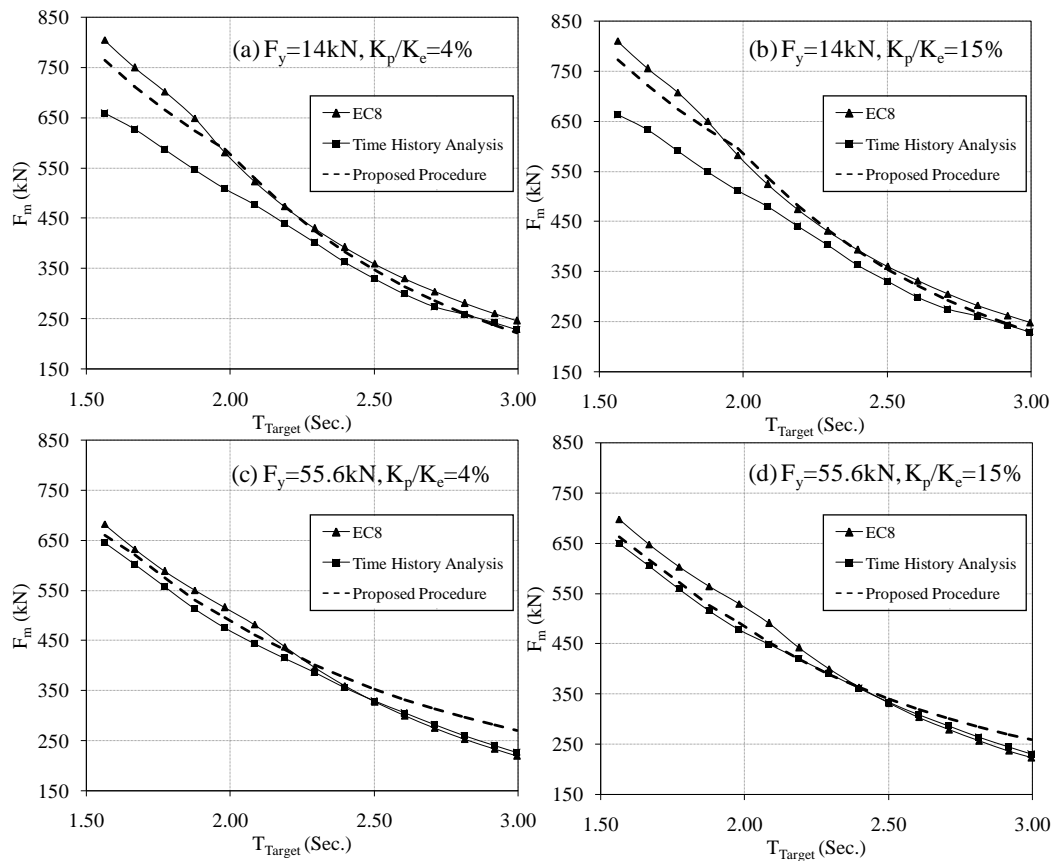 (a) Fy=14kN, Kp/Ke=4%
850
750
650
550
450
350
250
150
Fm (kN)
EC8
Time History Analysis
Proposed Procedure
1.50 2.00 2.50 3.00
TTarget (Sec.)
(b) Fy=14kN, Kp/Ke=15%
850
750
650
550
450
350
250
150
Fm (kN)
EC8
Time History Analysis
Proposed Procedure
1.50 2.00 2.50 3.00
TTarget (Sec.)
(c) Fy=55.6kN, Kp/Ke=4%
850
750
650
550
450
350
250
150
Fm (kN)
EC8
Time History Analysis
Proposed Procedure
1.50 2.00 2.50 3.00
TTarget (Sec.)
(d) Fy=55.6kN, Kp/Ke=15%
850
750
650
550
450
350
250
150
Fm (kN)
EC8
Time History Analysis
Proposed Procedure
1.50 2.00 2.50 3.00
TTarget (Sec.)